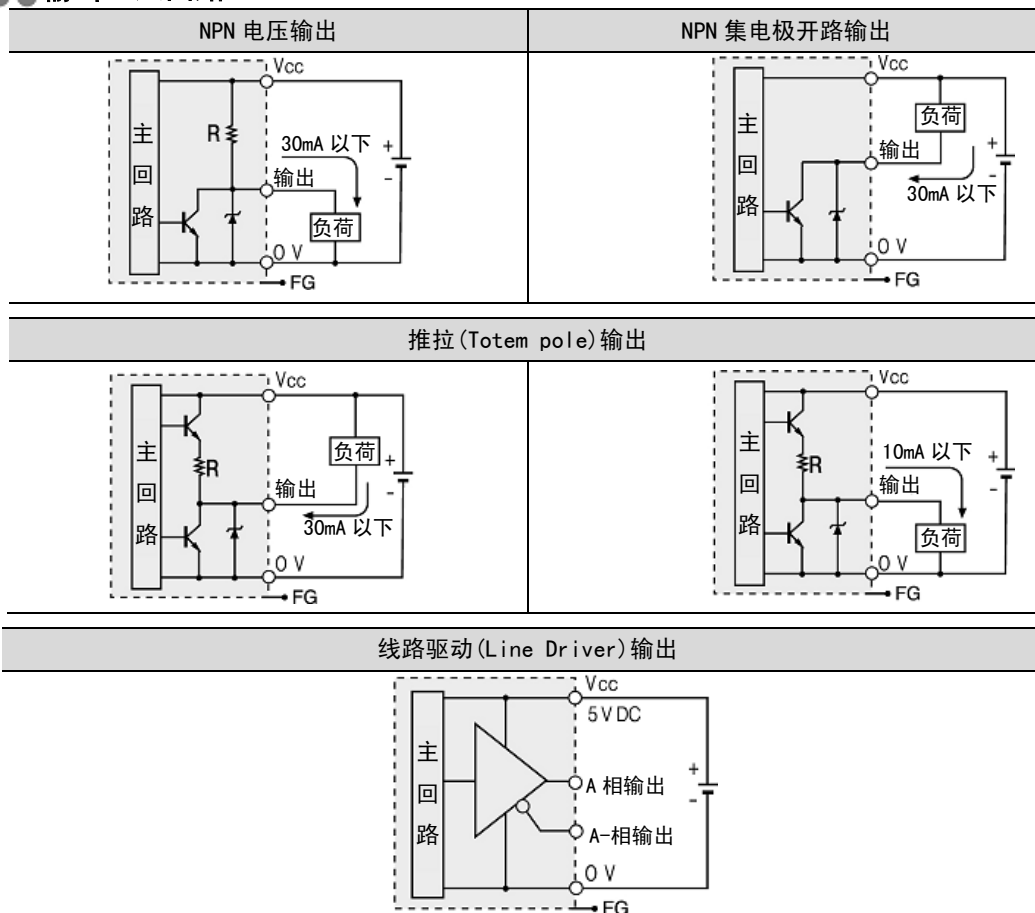 NPN 电压输出
NPN 集电极开路输出
Vcc
主回路
R
30mA 以下
+
-
输出
负荷
0 V
FG
Vcc
主回路
负荷
输出
+
-
30mA 以下
0 V
FG
推拉(Totem pole)输出
Vcc
主回路
R
负荷
+
-
输出
30mA 以下
0 V
FG
Vcc
主回路
R
10mA 以下
+
-
输出
负荷
0 V
FG
线路驱动(Line Driver)输出
Vcc
5V DC
主回路
+
-
A 相输出
A-相输出
0 V
FG